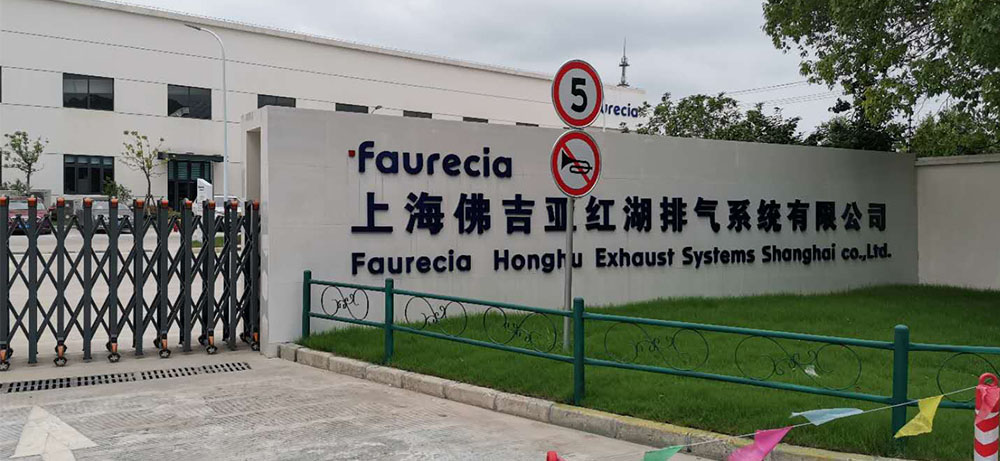 5
urecia
faurecia
上海佛吉亚红湖排气系统有限公司
Faurecia Honghu Exhaust Systems Shanghai co.,Ltd.